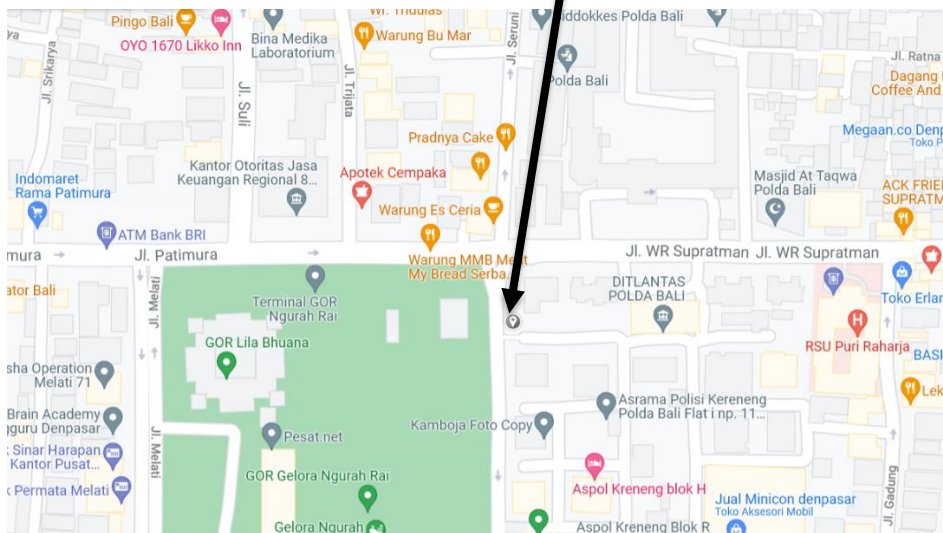 Pingo Bali
OYO 1670 Likko Inn
Bina Medika
Laboratorium
Warung Bu Mar
Jl. Seruni
iddokkes Polda Bali
Polda Bali
Jl. Ratna
Dagang
Coffee And
Jl. Srikarya
Jl. Suli
Jl. Trijata
Pradnya Cake
Megaan.co Denp
Toko P
Indomaret
Rama Patimura
Kantor Otoritas Jasa
Keuangan Regional 8...
Apotek Cempaka
Masjid At Taqwa
Polda Bali
ACK FRIE
SUPRATM
Warung Es Ceria
ATM Bank BRI
mura
Jl. Patimura
Warung MMB Meat
My Bread Serba...
Jl. WR Supratman
Jl. WR Supratman
ator Bali
Jl. Melati
Terminal GOR
Ngurah Rai
DITLANTAS
POLDA BALI
Toko Erlan
GOR Lila Bhuana
RSU Puri Raharja
BASI
sha Operation
Melati 71
Lek
Brain Academy
gguru Denpasar
Pesat.net
Kamboja Foto Copy
Asrama Polisi Kereneng
Polda Bali Flat i np. 11...
Jl. Melati
Sinar Harapan
Kantor Pusat...
Permata Melati
GOR Gelora Ngurah Rai
Aspol Kreneng blok H
Jual Minicon denpasar
Toko Aksesori Mobil
Jl. Gadung
Gelora Ngurah
Aspol Kreneng Blok R